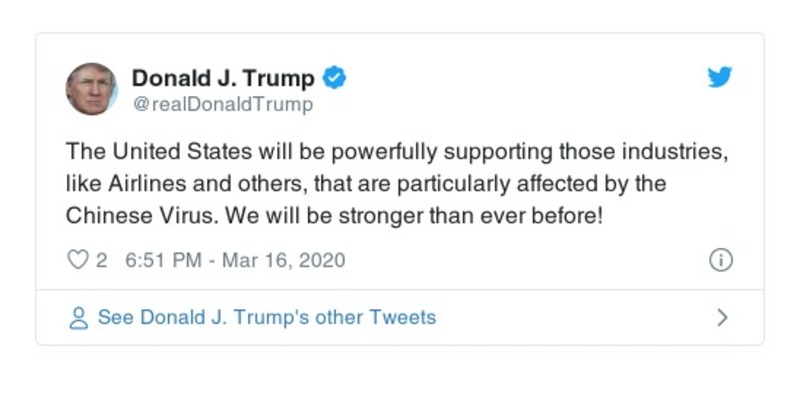 Donald J. Trump
@realDonaldTrump
The United States will be powerfully supporting those industries,
like Airlines and others, that are particularly affected by the
Chinese Virus. We will be stronger than ever before!
2 6:51 PM - Mar 16, 2020
See Donald J. Trump's other Tweets